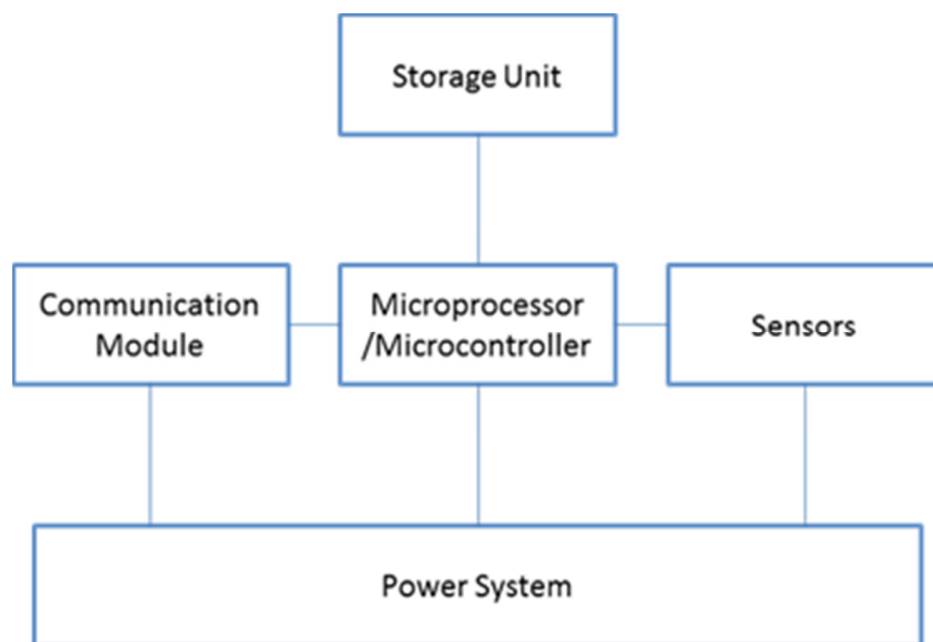 Storage Unit
Communication
Module
Microprocessor
/Microcontroller
Sensors
Power System